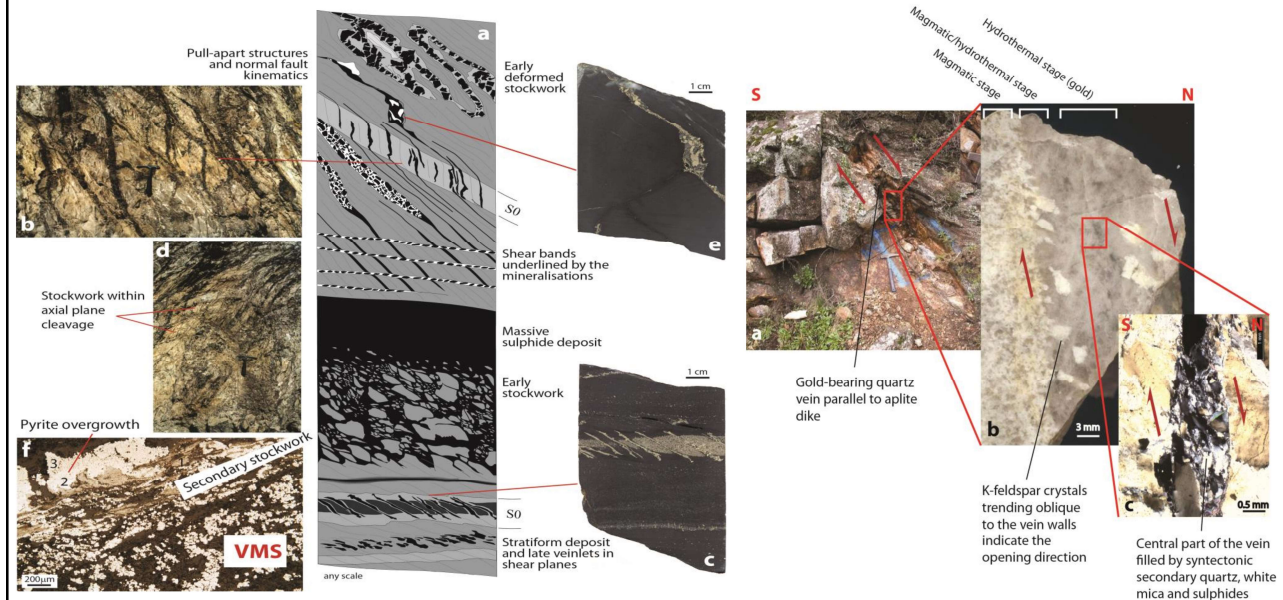 a
Pull-apart structures
and normal fault
kinematics
b
d
Stockwork within
axial plane
cleavage
Pyrite overgrowth
f
3
2
1
Secondary stockwork
VMS
200µm
S0
S0
any scale
Early
deformed
stockwork
Shear bands
underlined by the
mineralisations
Massive
sulphide deposit
Early
stockwork
Stratiform deposit
and late veinlets in
shear planes
1 cm
e
1 cm
c
Hydrothermal stage (gold)
Magmatic/hydrothermal stage
Magmatic stage
S
N
a
Gold-bearing quartz
vein parallel to aplite
dike
b
3 mm
K-feldspar crystals
trending oblique
to the vein walls
indicate the
opening direction
S
N
c
0.5 mm
Central part of the vein
filled by syntectonic
secondary quartz, white
mica and sulphides